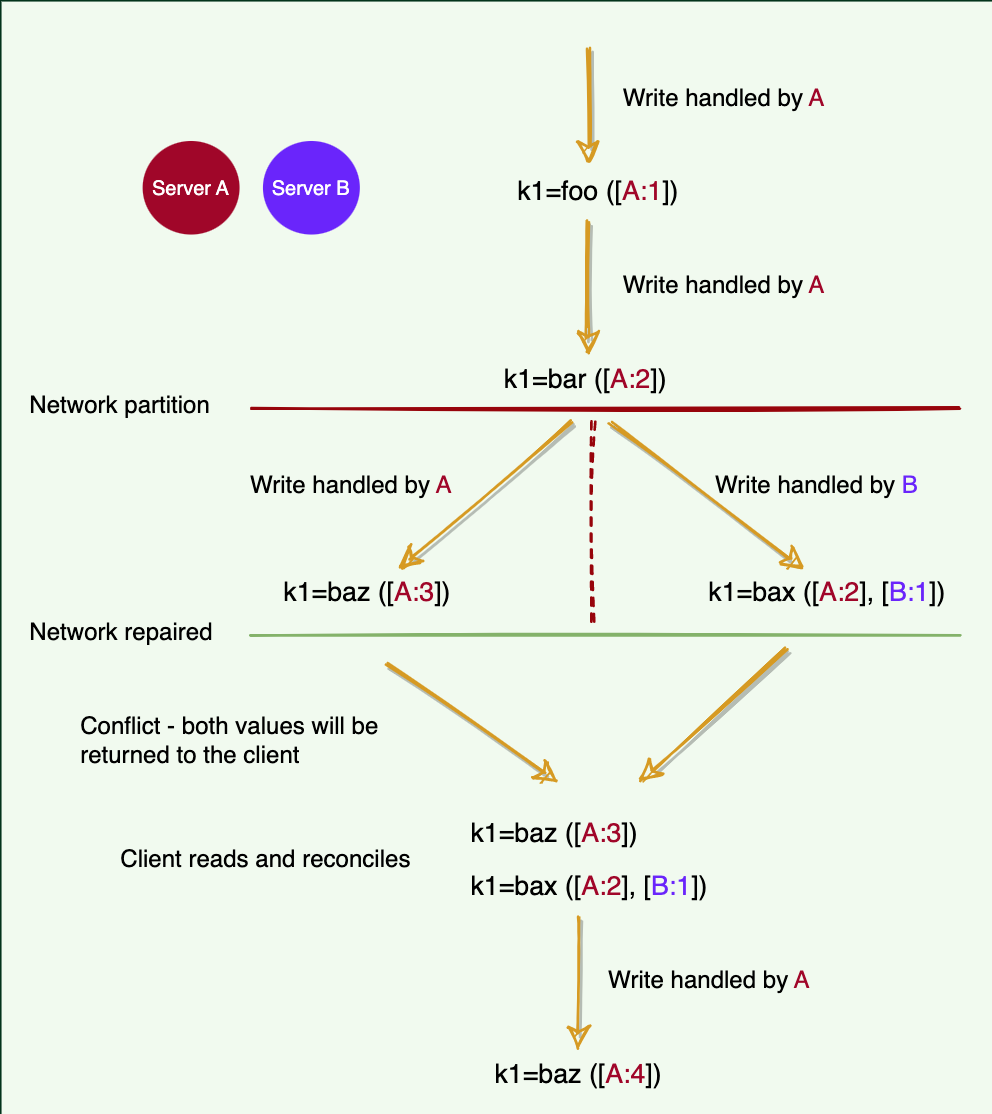 Write handled by A
Server A
Server B
k1=foo ([A:1])
Write handled by A
k1=bar ([A:2])
Network partition
Write handled by A
Write handled by B
k1=baz ([A:3])
k1=bax ([A:2], [B:1])
Network repaired
Conflict - both values will be
returned to the client
k1=baz ([A:3])
Client reads and reconciles
k1=bax ([A:2], [B:1])
Write handled by A
k1=baz ([A:4])